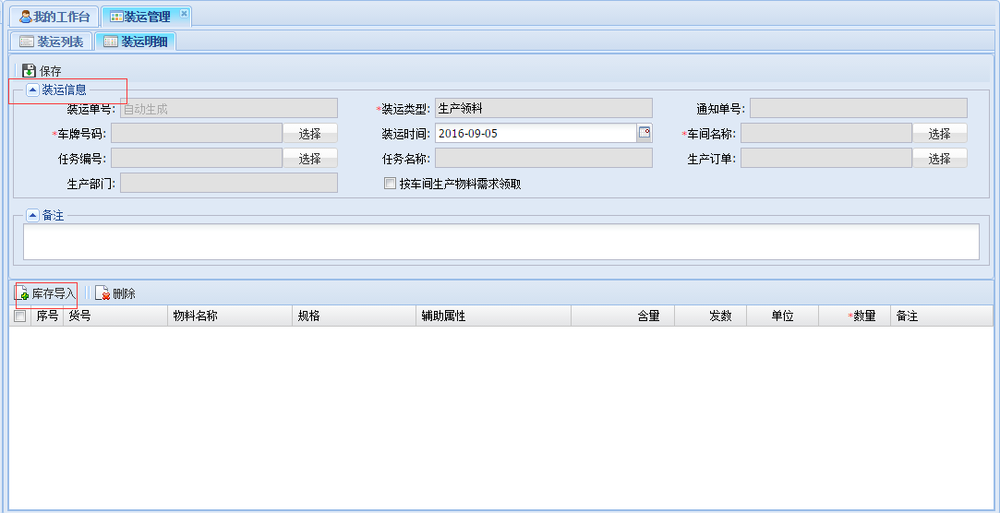 我的工作台 装运管理
装运列表 装运明细
保存
装运信息
装运单号: 自动生成 *装运类型: 生产领料 通知单号:
*车牌号码: 选择 装运时间: 2016-09-05 *车间名称: 选择
任务编号: 选择 任务名称: 生产订单: 选择
生产部门: 按车间生产物料需求领取
备注
库存导入 删除
序号 货号 物料名称 规格 辅助属性 含量 发数 单位 *数量 备注